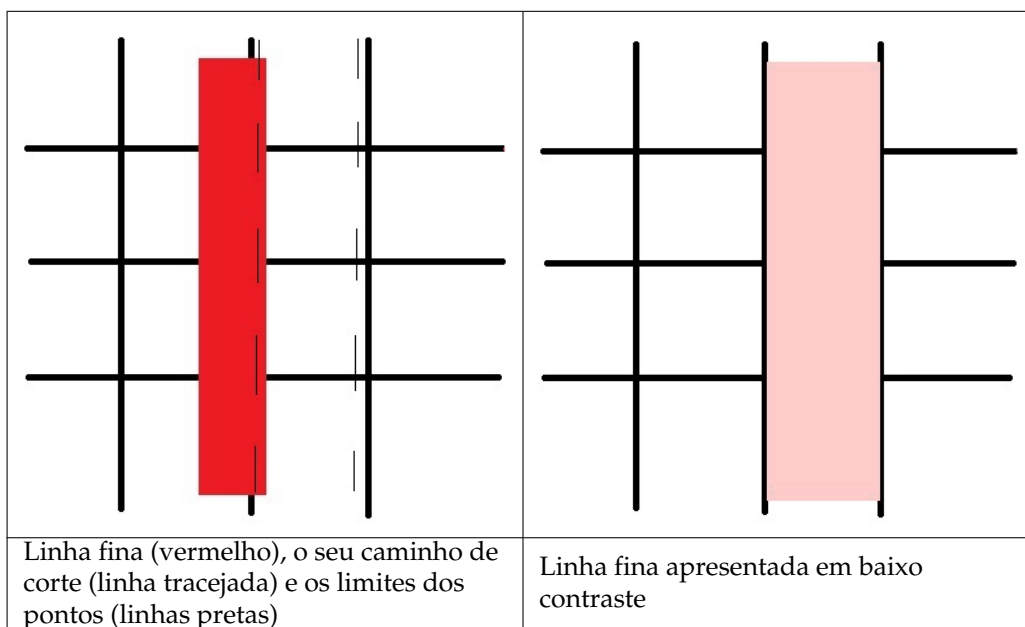 Linha fina (vermelho), o seu caminho de
corte (linha tracejada) e os limites dos
pontos (linhas pretas)
Linha fina apresentada em baixo
contraste